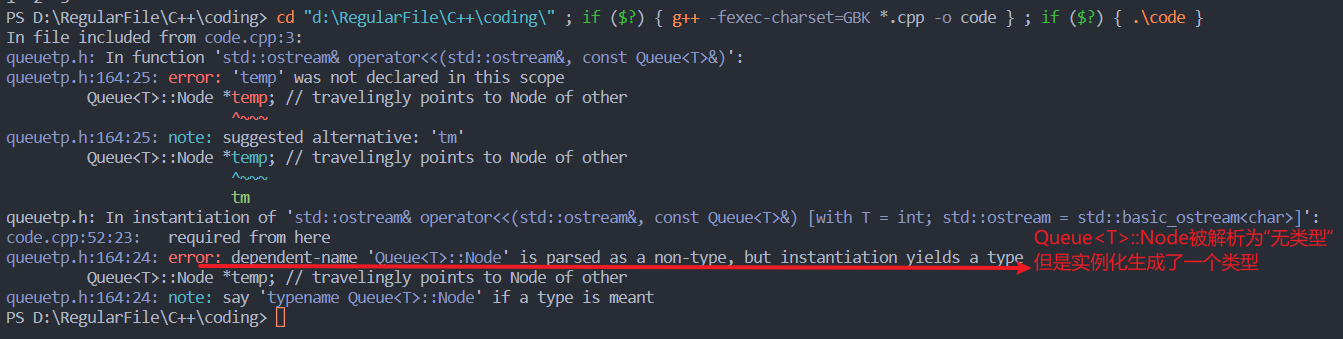 PS D:\RegularFile\C++\coding> cd "d:\RegularFile\C++\coding\" ; if ($?) { g++ -fexec-charset=GBK *.cpp -o code } ; if ($?) { .\code }
In file included from code.cpp:3:
queuetp.h: In function 'std::ostream& operator<<(std::ostream&, const Queue<T>&)':
queuetp.h:164:25: error: 'temp' was not declared in this scope
Queue<T>::Node *temp; // travelingly points to Node of other
^~~~
queuetp.h:164:25: note: suggested alternative: 'tm'
Queue<T>::Node *temp; // travelingly points to Node of other
^~~~
tm
queuetp.h: In instantiation of 'std::ostream& operator<<(std::ostream&, const Queue<T>&) [with T = int; std::ostream = std::basic_ostream<char>]':
code.cpp:52:23:   required from here
queuetp.h:164:24: error: dependent-name 'Queue<T>::Node' is parsed as a non-type, but instantiation yields a type
Queue<T>::Node *temp; // travelingly points to Node of other
queuetp.h:164:24: note: say 'typename Queue<T>::Node' if a type is meant
PS D:\RegularFile\C++\coding>
Queue<T>::Node被解析为“无类型”
但是实例化生成了一个类型